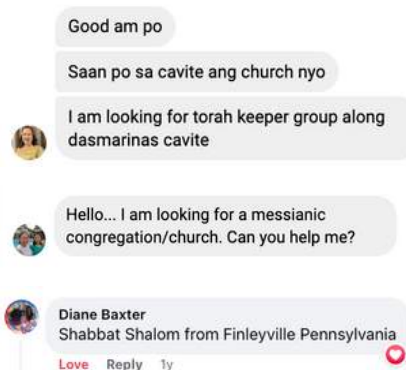 Good am po
Saan po sa cavite ang church nyo
I am looking for torah keeper group along
dasmarinas cavite
Hello... I am looking for a messianic
congregation/church. Can you help me?
Diane Baxter
Shabbat Shalom from Finleyville Pennsylvania
Love Reply 1y